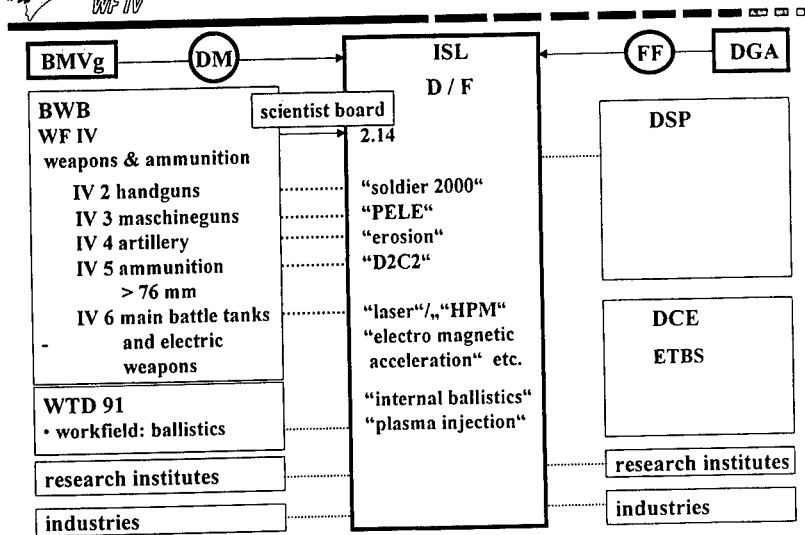 WF IV
BMVg
DM
ISL
D / F
FF
DGA
BWB
WF IV
weapons & ammunition
IV 2 handguns
IV 3 maschineguns
IV 4 artillery
IV 5 ammunition
> 76 mm
IV 6 main battle tanks
- and electric
weapons
WTD 91
• workfield: ballistics
research institutes
industries
scientist board
2.14
“soldier 2000“
“PELE“
“erosion“
“D2C2“
“laser“/„“HPM“
“electro magnetic
acceleration“ etc.
“internal ballistics“
“plasma injection“
DSP
DCE
ETBS
research institutes
industries